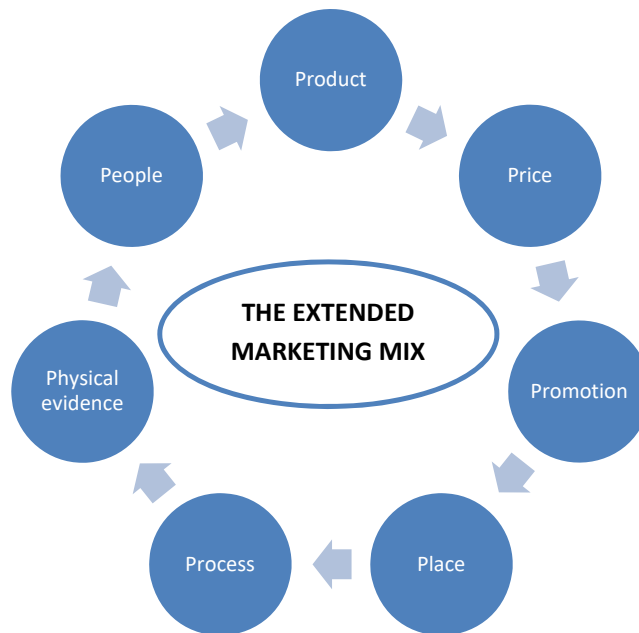 Product
Price
Promotion
Place
Process
Physical
evidence
People
THE EXTENDED
MARKETING MIX